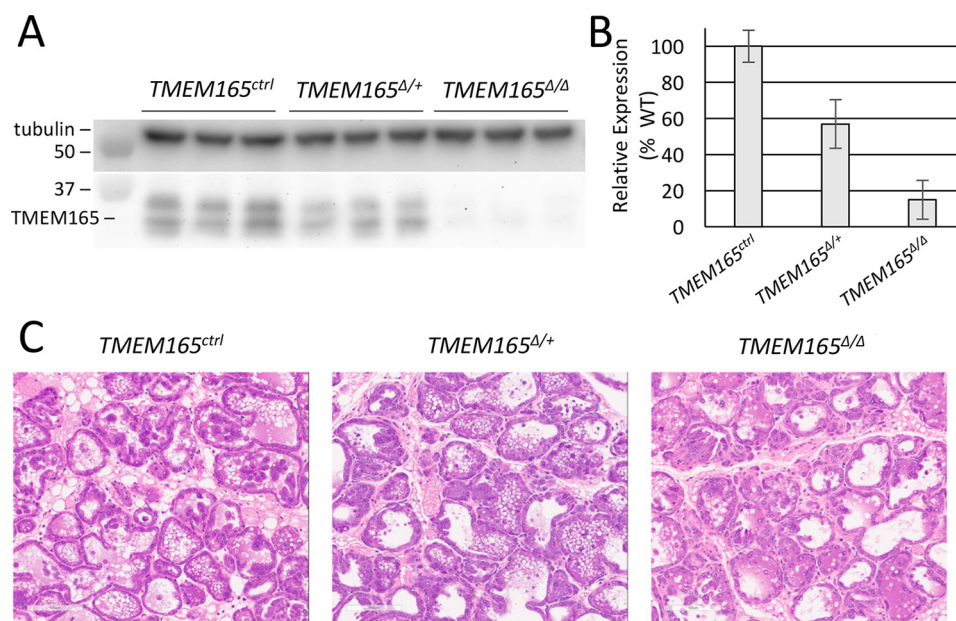 A
TMEM165ctrl TMEM165Δ/+ TMEM165Δ/Δ
tubulin –
50 –
37 –
TMEM165 –
B
Relative Expression
(% WT)
100
80
60
40
20
0
TMEM165ctrl
TMEM165Δ/+
TMEM165Δ/Δ
C
TMEM165ctrl TMEM165Δ/+ TMEM165Δ/Δ